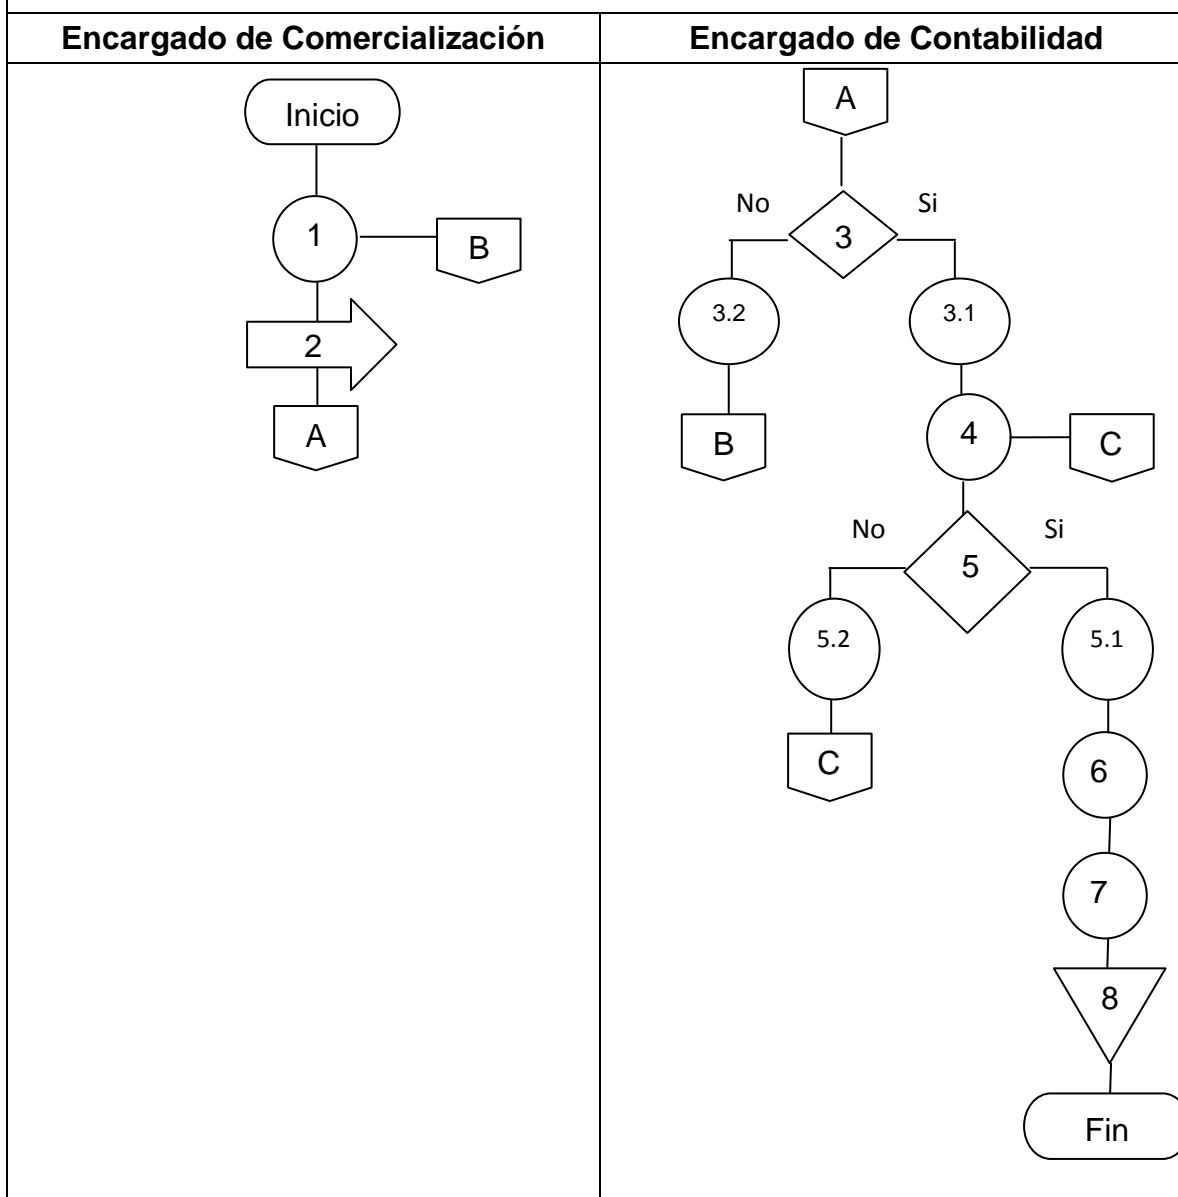 Encargado de Comercialización
Encargado de Contabilidad
Inicio
1
B
2
A
A
No
Si
3
3.2
3.1
B
4
C
No
Si
5
5.2
5.1
C
6
7
8
Fin